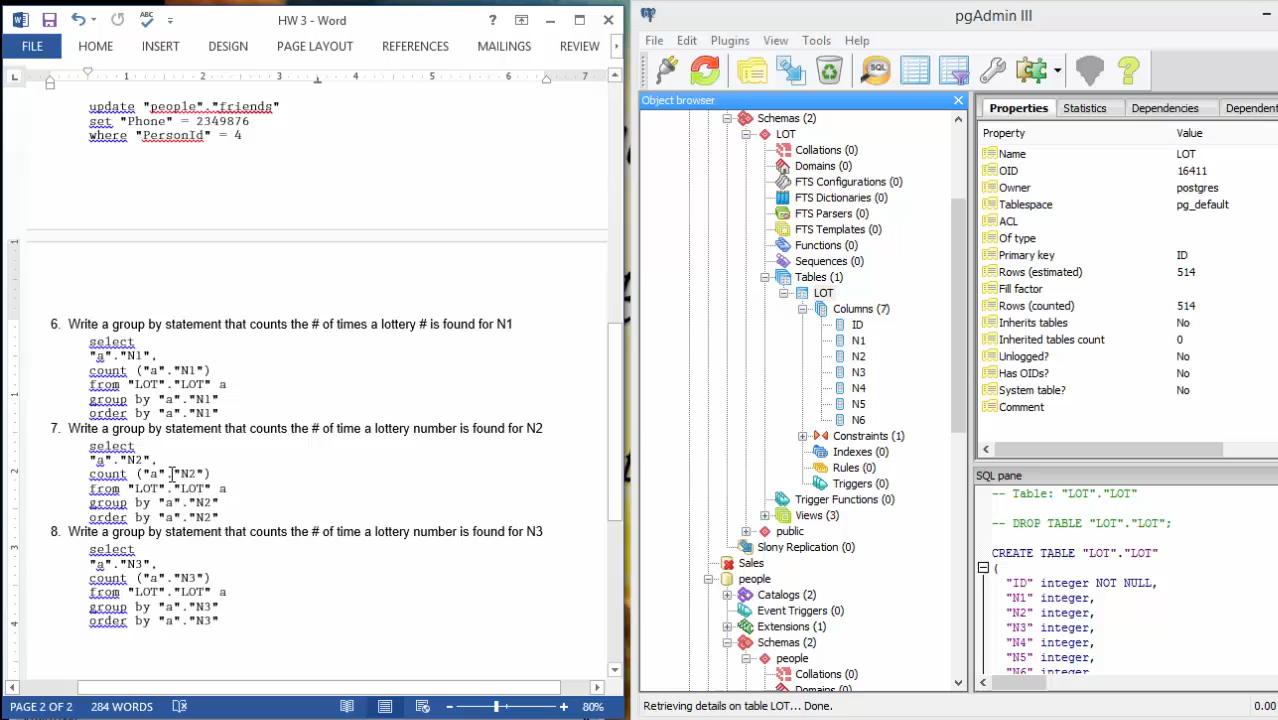 HW 3 - Word
FILE
HOME
INSERT
DESIGN
PAGE LAYOUT
REFERENCES
MAILINGS
REVIEW
update "people"."friends"
set "Phone" = 2349876
where "PersonId" = 4
6. Write a group by statement that counts the # of times a lottery # is found for N1
select
"a"."N1",
count ("a"."N1")
from "LOT"."LOT" a
group by "a"."N1"
order by "a"."N1"
7. Write a group by statement that counts the # of time a lottery number is found for N2
select
"a"."N2",
count ("a"."N2")
from "LOT"."LOT" a
group by "a"."N2"
order by "a"."N2"
8. Write a group by statement that counts the # of time a lottery number is found for N3
select
"a"."N3",
count ("a"."N3")
from "LOT"."LOT" a
group by "a"."N3"
order by "a"."N3"
PAGE 2 OF 2
284 WORDS
80%
pgAdmin III
File Edit Plugins View Tools Help
Object browser
Schemas (2)
LOT
Collations (0)
Domains (0)
FTS Configurations (0)
FTS Dictionaries (0)
FTS Parsers (0)
FTS Templates (0)
Functions (0)
Sequences (0)
Tables (1)
LOT
Columns (7)
ID
N1
N2
N3
N4
N5
N6
Constraints (1)
Indexes (0)
Rules (0)
Triggers (0)
Trigger Functions (0)
Views (3)
public
Slony Replication (0)
Sales
people
Catalogs (2)
Event Triggers (0)
Extensions (1)
Schemas (2)
people
Collations (0)
Domains (0)
Properties Statistics Dependencies Dependent
Property Value
Name LOT
OID 16411
Owner postgres
Tablespace pg_default
ACL
Of type
Primary key ID
Rows (estimated) 514
Fill factor
Rows (counted) 514
Inherits tables No
Inherited tables count 0
Unlogged? No
Has OIDs? No
System table? No
Comment
SQL pane
-- Table: "LOT"."LOT"
-- DROP TABLE "LOT"."LOT";
CREATE TABLE "LOT"."LOT"
(
"ID" integer NOT NULL,
"N1" integer,
"N2" integer,
"N3" integer,
"N4" integer,
"N5" integer,
"N6" integer,
Retrieving details on table LOT... Done.
0.00